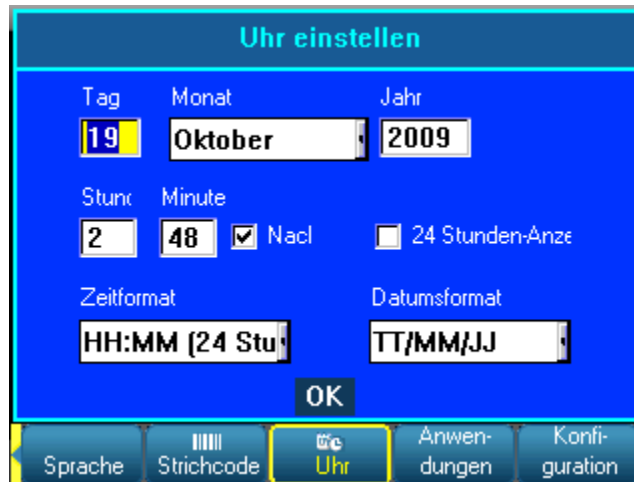 Uhr einstellen
Tag Monat Jahr
19 Oktober 2009
Stunc Minute
2 48 Nacl 24 Stunden-Anze
Zeitformat Datumsformat
HH:MM (24 Stu TT/MM/JJ
OK
Sprache Strichcode Uhr Anwen-
dungen Konfi-
guration